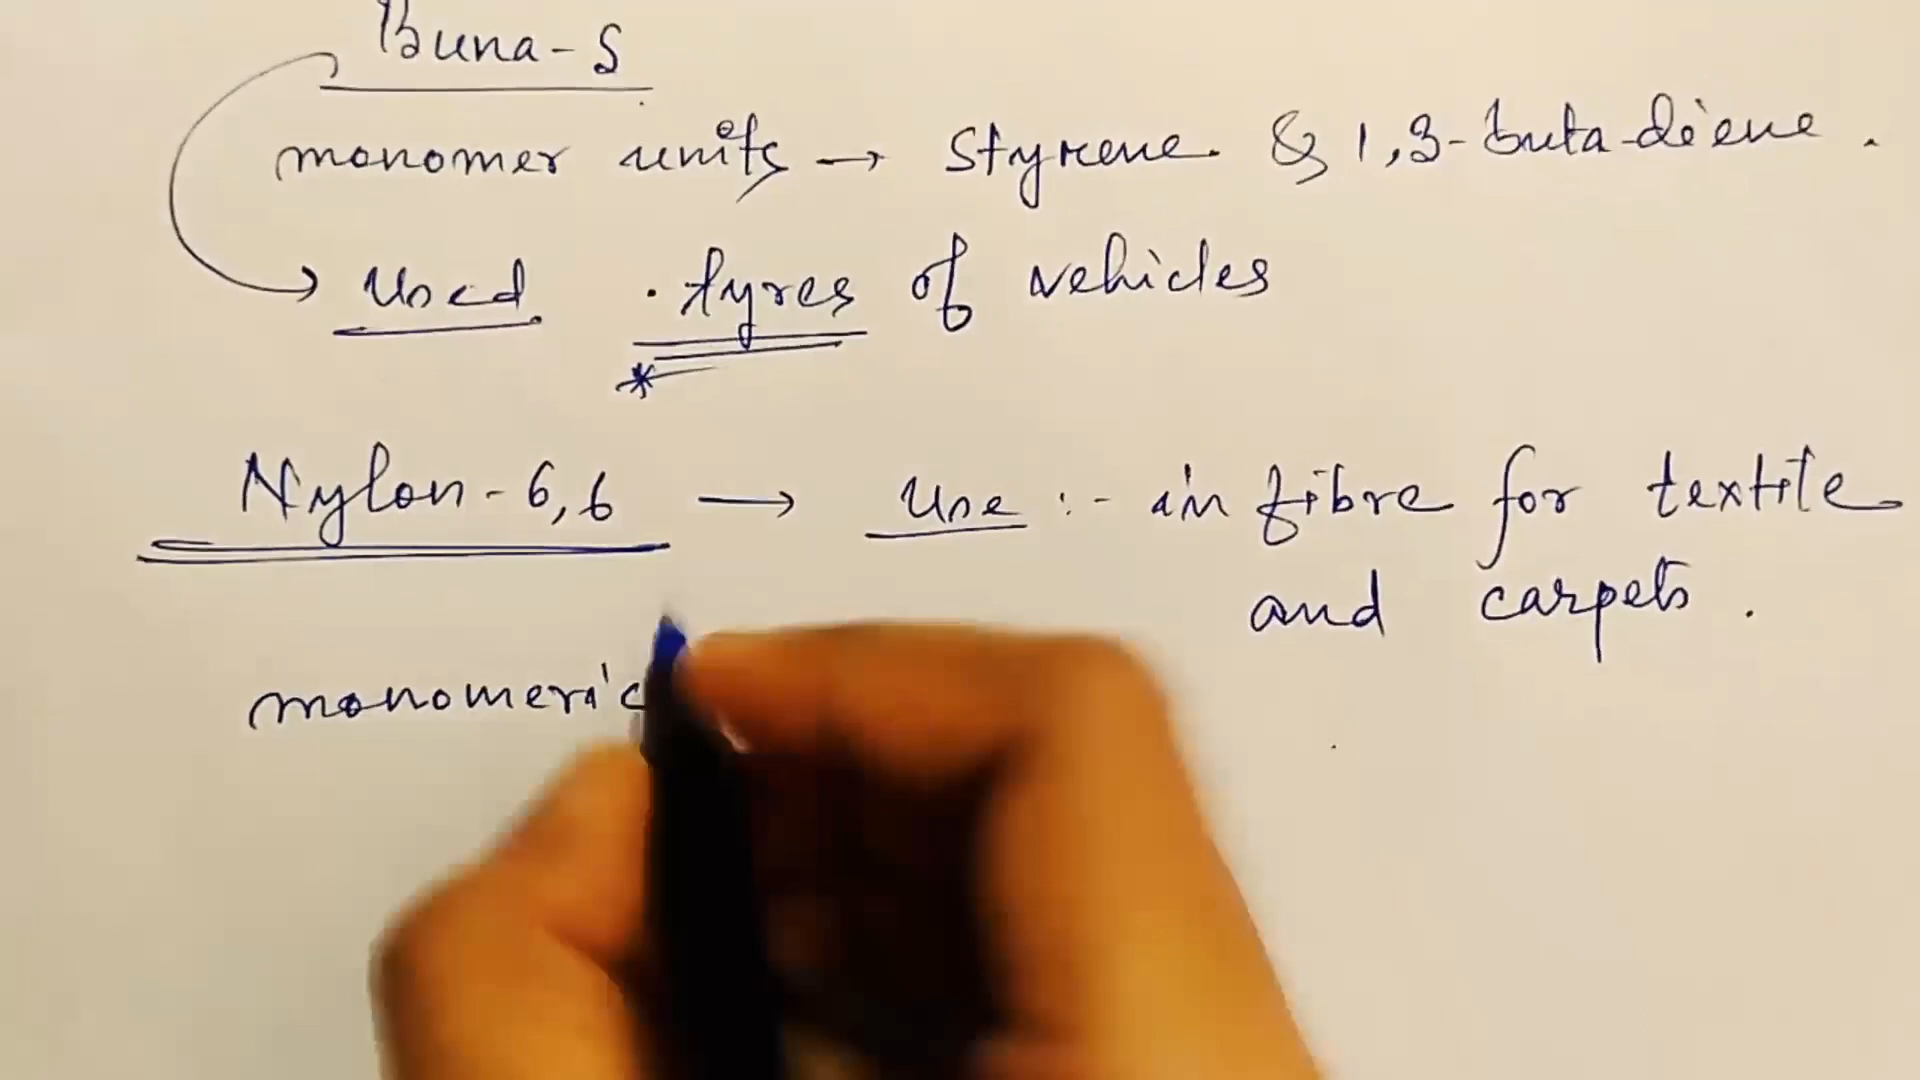 Buna-S
monomer units → Styrene & 1,3-buta-diene.
Used . tyres of vehicles
*
Nylon-6,6 → Use :- in fibre for textile
and carpets.
monomeric